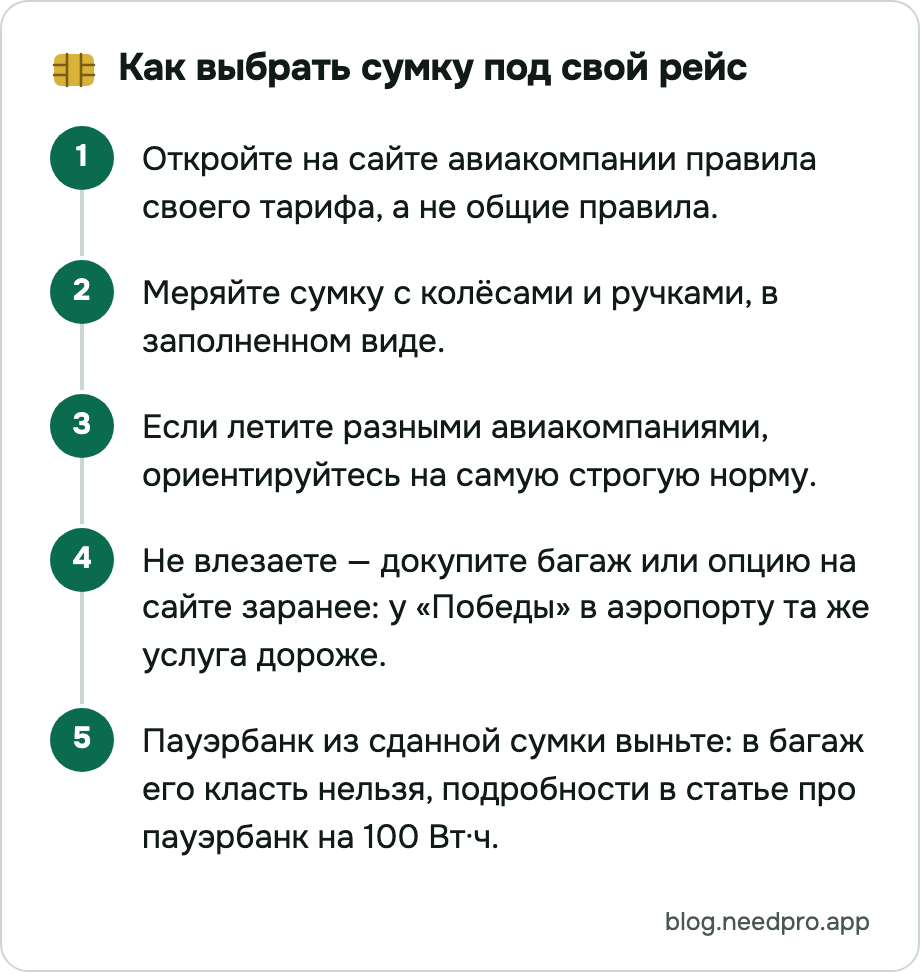 Как выбрать сумку под свой рейс
1
Откройте на сайте авиакомпании правила
своего тарифа, а не общие правила.
2
Меряйте сумку с колёсами и ручками, в
заполненном виде.
3
Если летите разными авиакомпаниями,
ориентируйтесь на самую строгую норму.
4
Не влезаете — докупите багаж или опцию на
сайте заранее: у «Победы» в аэропорту та же
услуга дороже.
5
Пауэрбанк из сданной сумки выньте: в багаж
его класть нельзя, подробности в статье про
пауэрбанк на 100 Вт·ч.
blog.needpro.app